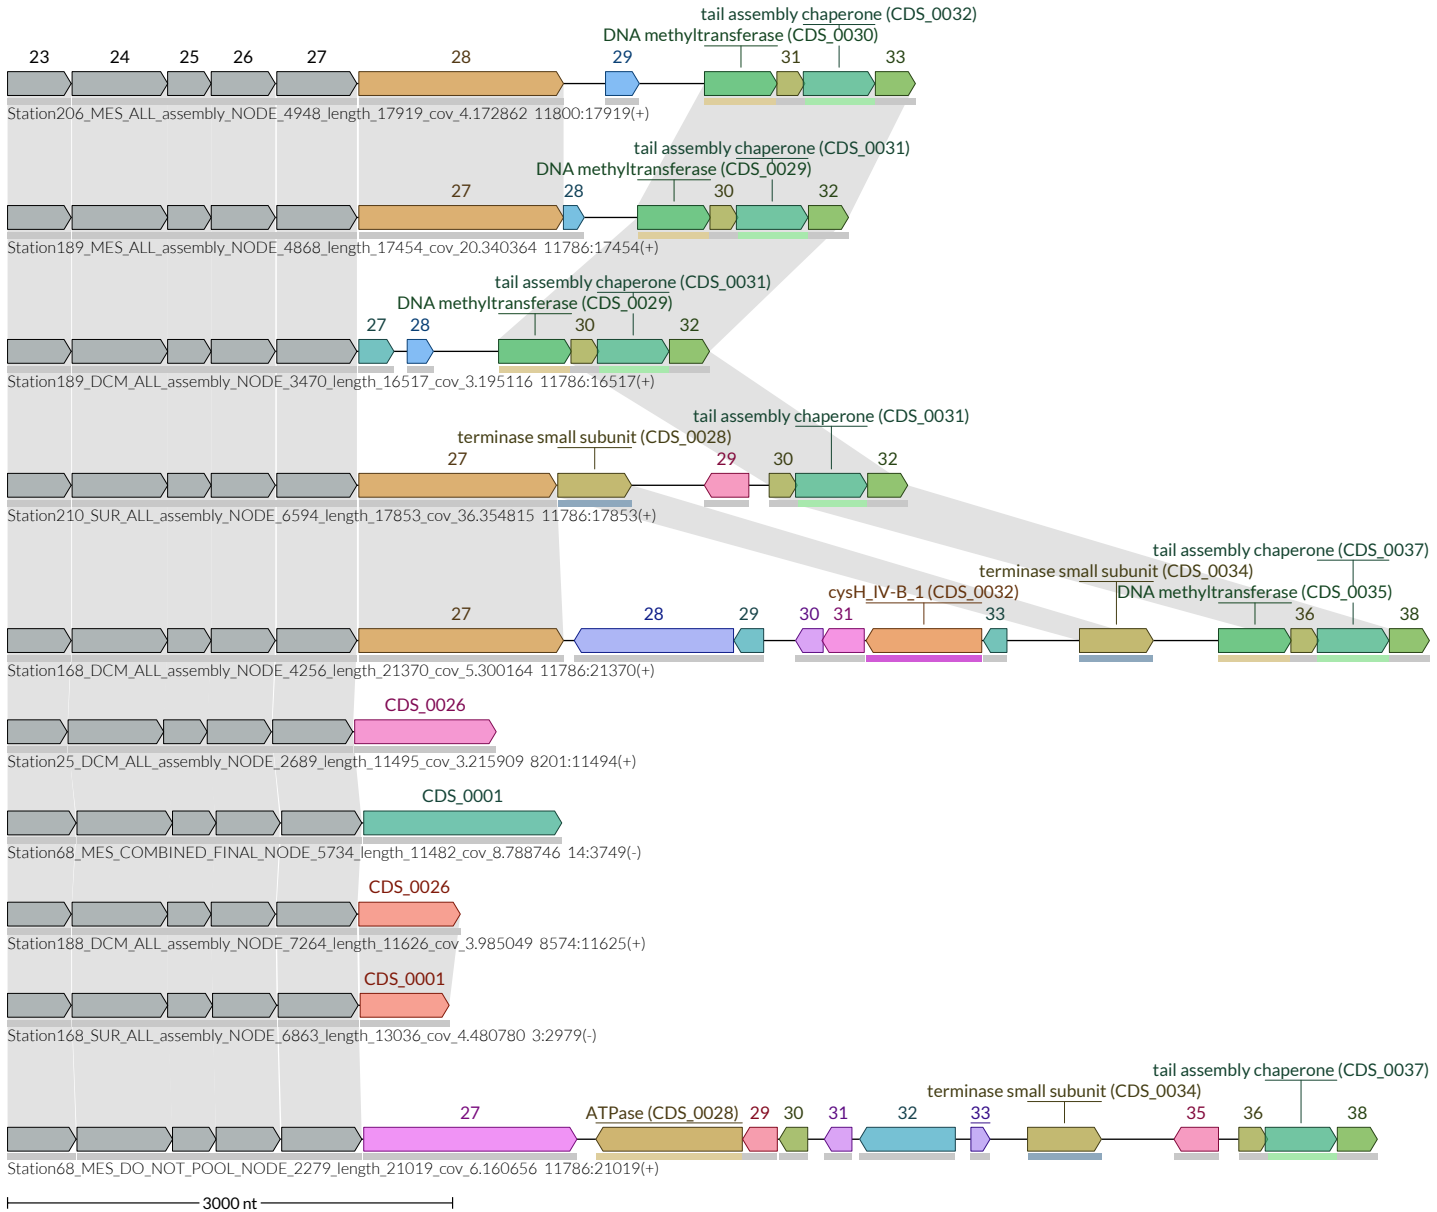 tail assembly chaperone (CDS_0032)
DNA methyltransferase (CDS_0030)
23 24 25 26 27 28 29 31 33
Station206_MES_ALL_assembly_NODE_4948_length_17919_cov_4.172862 11800:17919(+)
tail assembly chaperone (CDS_0031)
DNA methyltransferase (CDS_0029)
27 28 30 32
Station189_MES_ALL_assembly_NODE_4868_length_17454_cov_20.340364 11786:17454(+)
tail assembly chaperone (CDS_0031)
DNA methyltransferase (CDS_0029)
27 28 30 32
Station189_DCM_ALL_assembly_NODE_3470_length_16517_cov_3.195116 11786:16517(+)
tail assembly chaperone (CDS_0031)
terminase small subunit (CDS_0028)
27 29 30 32
Station210_SUR_ALL_assembly_NODE_6594_length_17853_cov_36.354815 11786:17853(+)
tail assembly chaperone (CDS_0037)
terminase small subunit (CDS_0034)
cysH_IV-B_1 (CDS_0032) DNA methyltransferase (CDS_0035)
27 28 29 30 31 33 36 38
Station168_DCM_ALL_assembly_NODE_4256_length_21370_cov_5.300164 11786:21370(+)
CDS_0026
Station25_DCM_ALL_assembly_NODE_2689_length_11495_cov_3.215909 8201:11494(+)
CDS_0001
Station68_MES_COMBINED_FINAL_NODE_5734_length_11482_cov_8.788746 14:3749(-)
CDS_0026
Station188_DCM_ALL_assembly_NODE_7264_length_11626_cov_3.985049 8574:11625(+)
CDS_0001
Station168_SUR_ALL_assembly_NODE_6863_length_13036_cov_4.480780 3:2979(-)
tail assembly chaperone (CDS_0037)
terminase small subunit (CDS_0034)
27 ATPase (CDS_0028) 29 30 31 32 33 35 36 38
Station68_MES_DO_NOT_POOL_NODE_2279_length_21019_cov_6.160656 11786:21019(+)
3000 nt